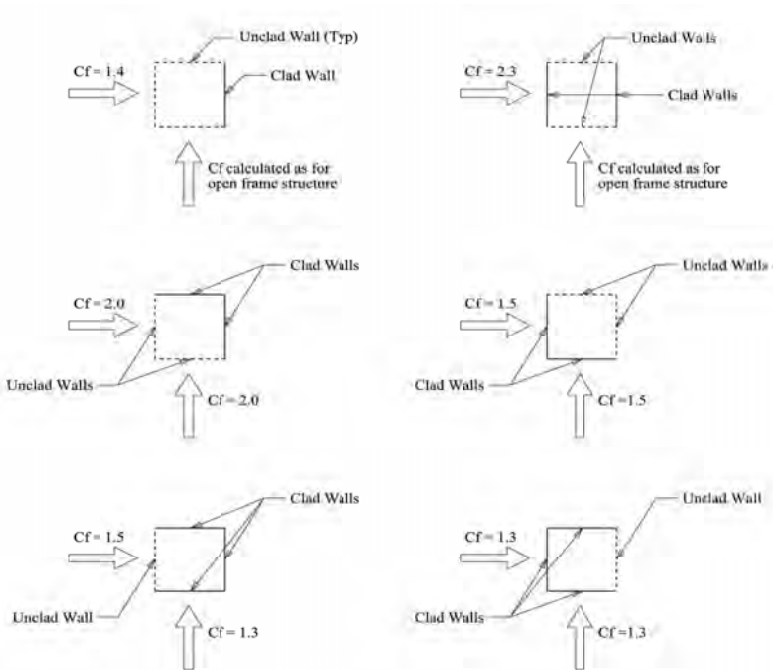 Unclad Wall (Typ)
Cf = 1.4
Clad Wall
Cf calculated as for
open frame structure
Unclad Walls
Cf = 2.3
Clad Walls
Cf calculated as for
open frame structure
Clad Walls
Cf = 2.0
Unclad Walls
Cf = 2.0
Unclad Walls
Cf = 1.5
Clad Walls
Cf =1.5
Clad Walls
Cf = 1.5
Unclad Wall
Cf = 1.3
Unclad Wall
Cf = 1.3
Clad Walls
Cf =1.3